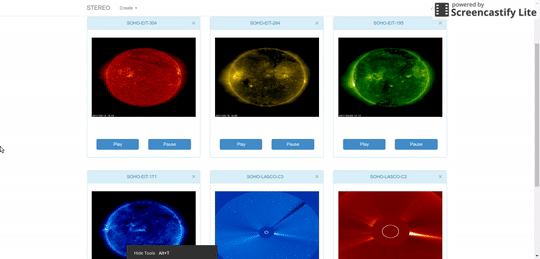 STEREO Create
powered by
Screencastify Lite
SOHO-EIT-304 × SOHO-EIT-284 × SOHO-EIT-195 ×
Play Pause Play Pause Play Pause
SOHO-EIT-171 × SOHO-LASCO-C3 × SOHO-LASCO-C2 ×
Hide Tools Alt+T